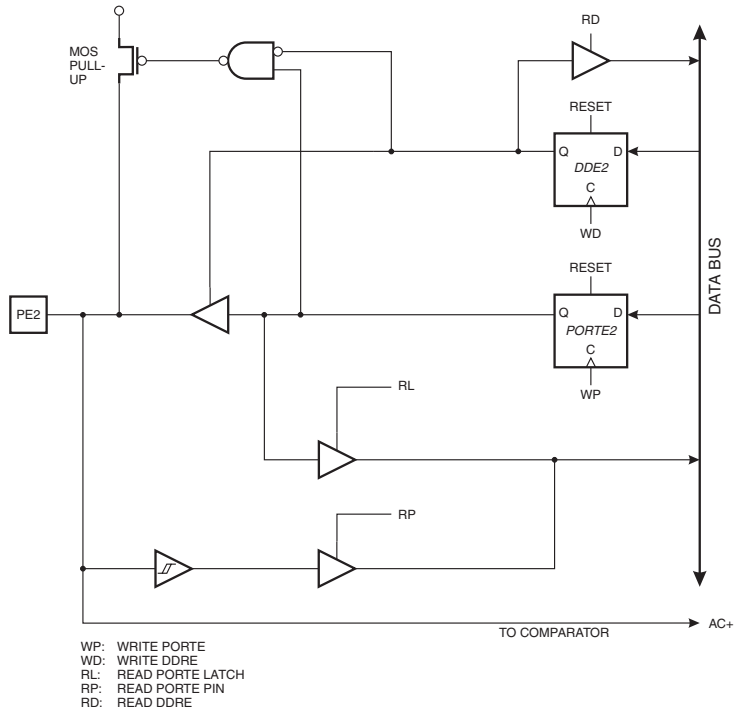 RD
MOS
PULL-
UP
RESET
Q
D
DDE2
C
WD
RESET
PE2
Q
D
PORTE2
C
WP
DATA BUS
RL
RP
TO COMPARATOR
AC+
WP: WRITE PORTE
WD: WRITE DDRE
RL: READ PORTE LATCH
RP: READ PORTE PIN
RD: READ DDRE